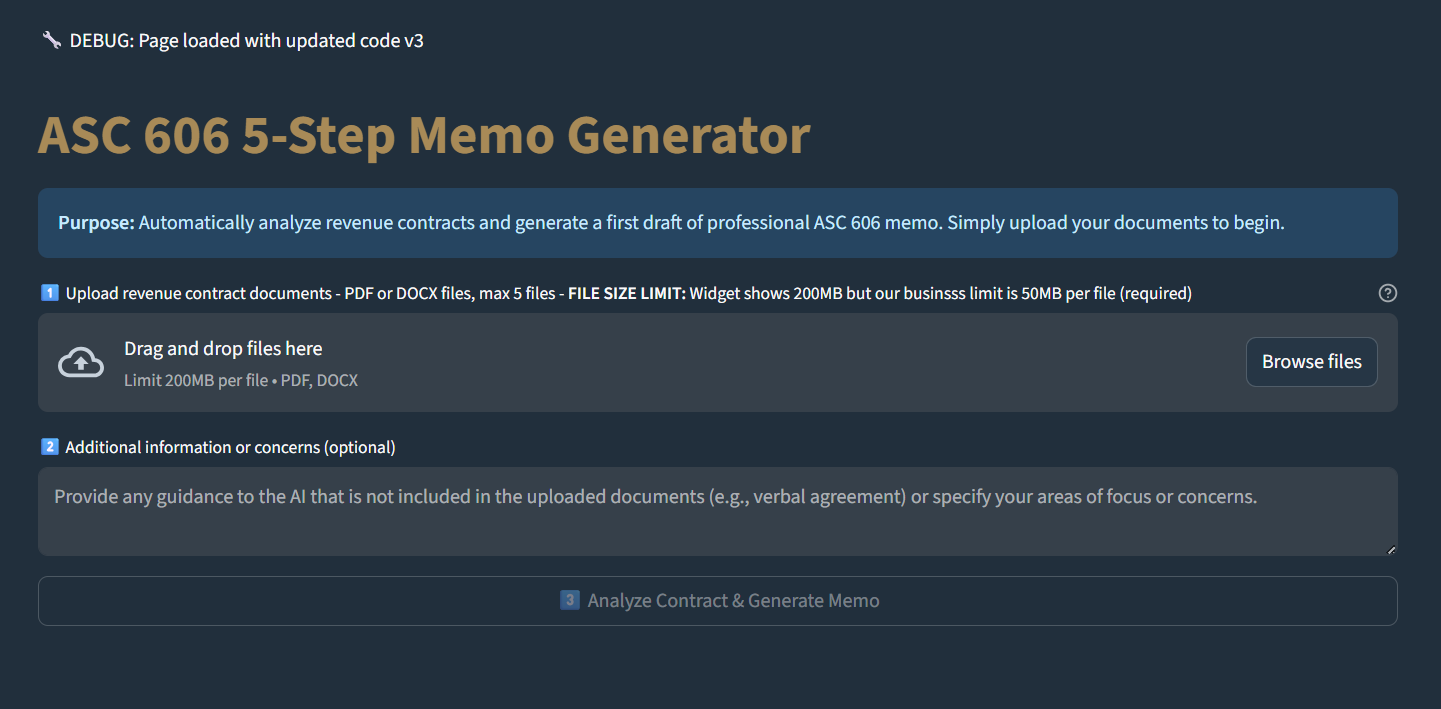 🔧 DEBUG: Page loaded with updated code v3
ASC 606 5-Step Memo Generator
Purpose: Automatically analyze revenue contracts and generate a first draft of professional ASC 606 memo. Simply upload your documents to begin.
1️⃣ Upload revenue contract documents - PDF or DOCX files, max 5 files - FILE SIZE LIMIT: Widget shows 200MB but our businsss limit is 50MB per file (required)
Drag and drop files here
Limit 200MB per file • PDF, DOCX
Browse files
2️⃣ Additional information or concerns (optional)
Provide any guidance to the AI that is not included in the uploaded documents (e.g., verbal agreement) or specify your areas of focus or concerns.
3️⃣ Analyze Contract & Generate Memo